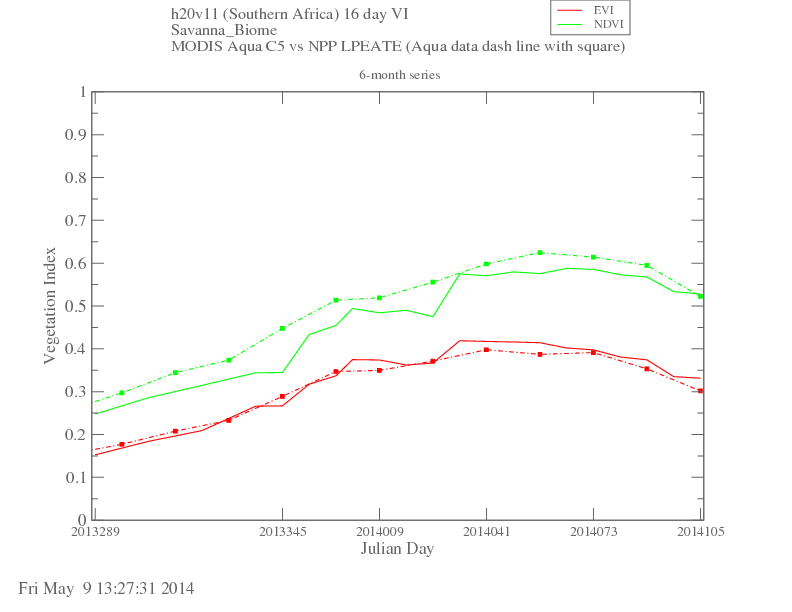 h20v11 (Southern Africa) 16 day VI
Savanna_Biome
MODIS Aqua C5 vs NPP LPEATE (Aqua data dash line with square)
EVI
NDVI
6-month series
1
0.9
0.8
0.7
0.6
0.5
0.4
0.3
0.2
0.1
0
Vegetation Index
2013289 2013345 2014009 2014041 2014073 2014105
Julian Day
Fri May  9 13:27:31 2014